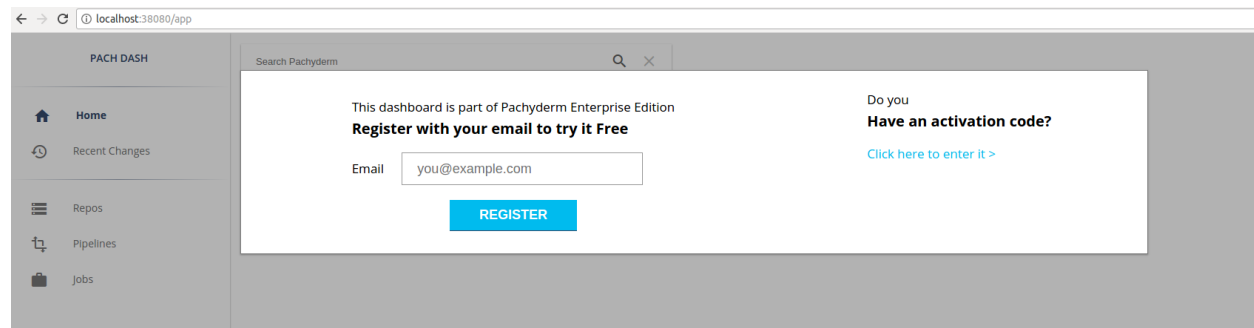 localhost:38080/app
PACH DASH
Home
Recent Changes
Repos
Pipelines
Jobs
Search Pachyderm
This dashboard is part of Pachyderm Enterprise Edition
Register with your email to try it Free
Email
you@example.com
REGISTER
Do you
Have an activation code?
Click here to enter it >